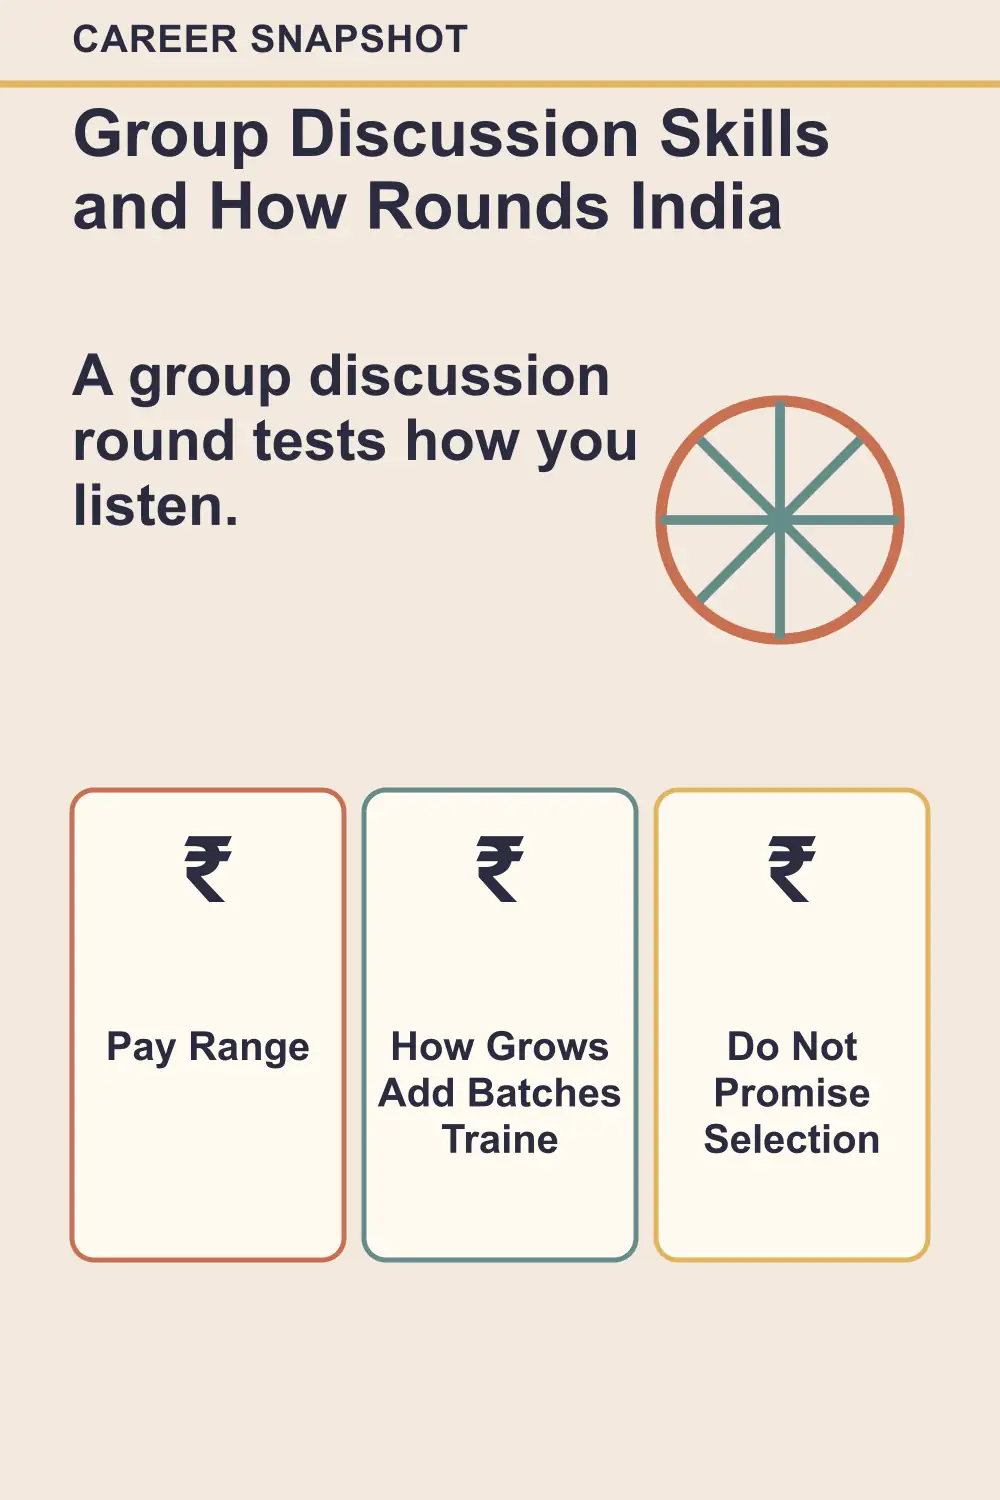 CAREER SNAPSHOT
Group Discussion Skills
and How Rounds India
A group discussion
round tests how you
listen.
₹
Pay Range
₹
How Grows
Add Batches
Traine
₹
Do Not
Promise
Selection